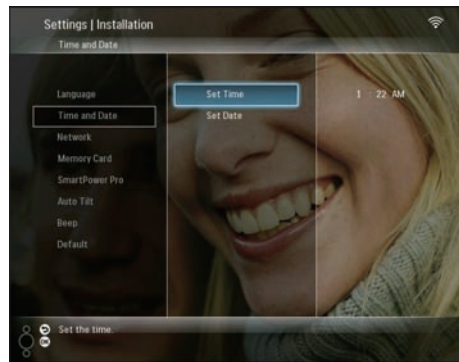 Settings | Installation
Time and Date
Language
Time and Date
Network
Memory Card
SmartPower Pro
Auto Tilt
Beep
Default
Set Time
Set Date
1 : 22 AM
Set the time.
OK